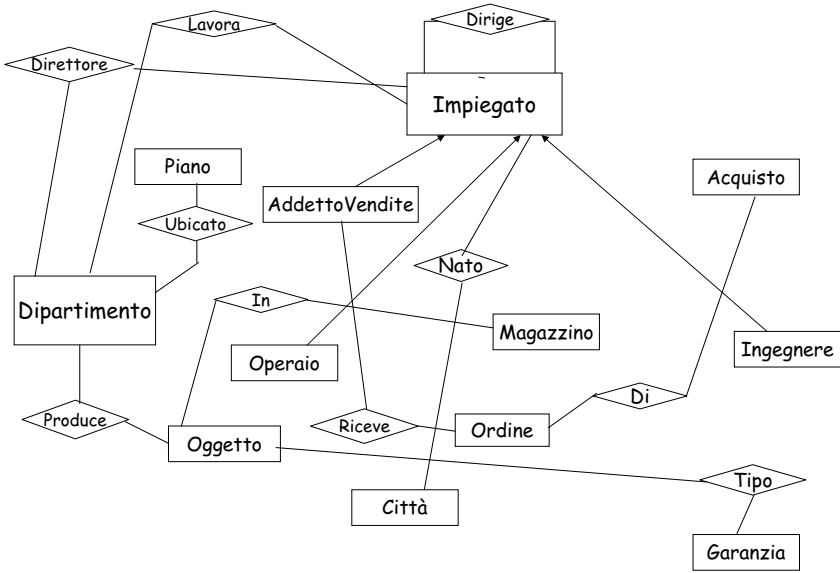 Dirige
Lavora
Direttore
Impiegato
Piano
Acquisto
AddettoVendite
Ubicato
Nato
In
Dipartimento
Magazzino
Ingegnere
Operaio
Di
Produce
Riceve
Ordine
Oggetto
Tipo
Città
Garanzia